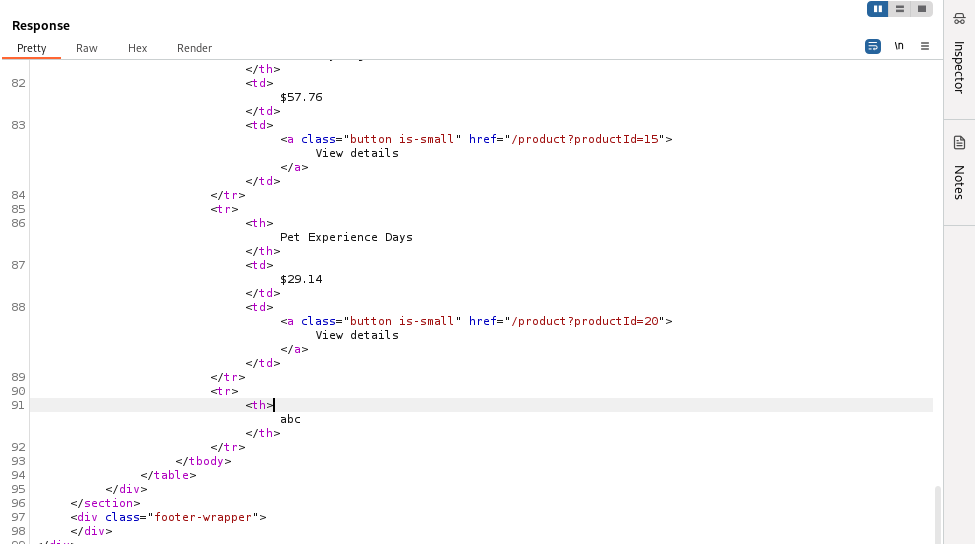 Response
Pretty Raw Hex Render \n
</th>
82 <td>
$57.76
</td>
83 <td>
<a class="button is-small" href="/product?productId=15">
View details
</a>
</td>
84 </tr>
85 <tr>
86 <th>
Pet Experience Days
</th>
87 <td>
$29.14
</td>
88 <td>
<a class="button is-small" href="/product?productId=20">
View details
</a>
</td>
89 </tr>
90 <tr>
91 <th>
abc
</th>
92 </tr>
93 </tbody>
94 </table>
95 </div>
96 </section>
97 <div class="footer-wrapper">
98 </div>
Inspector
Notes